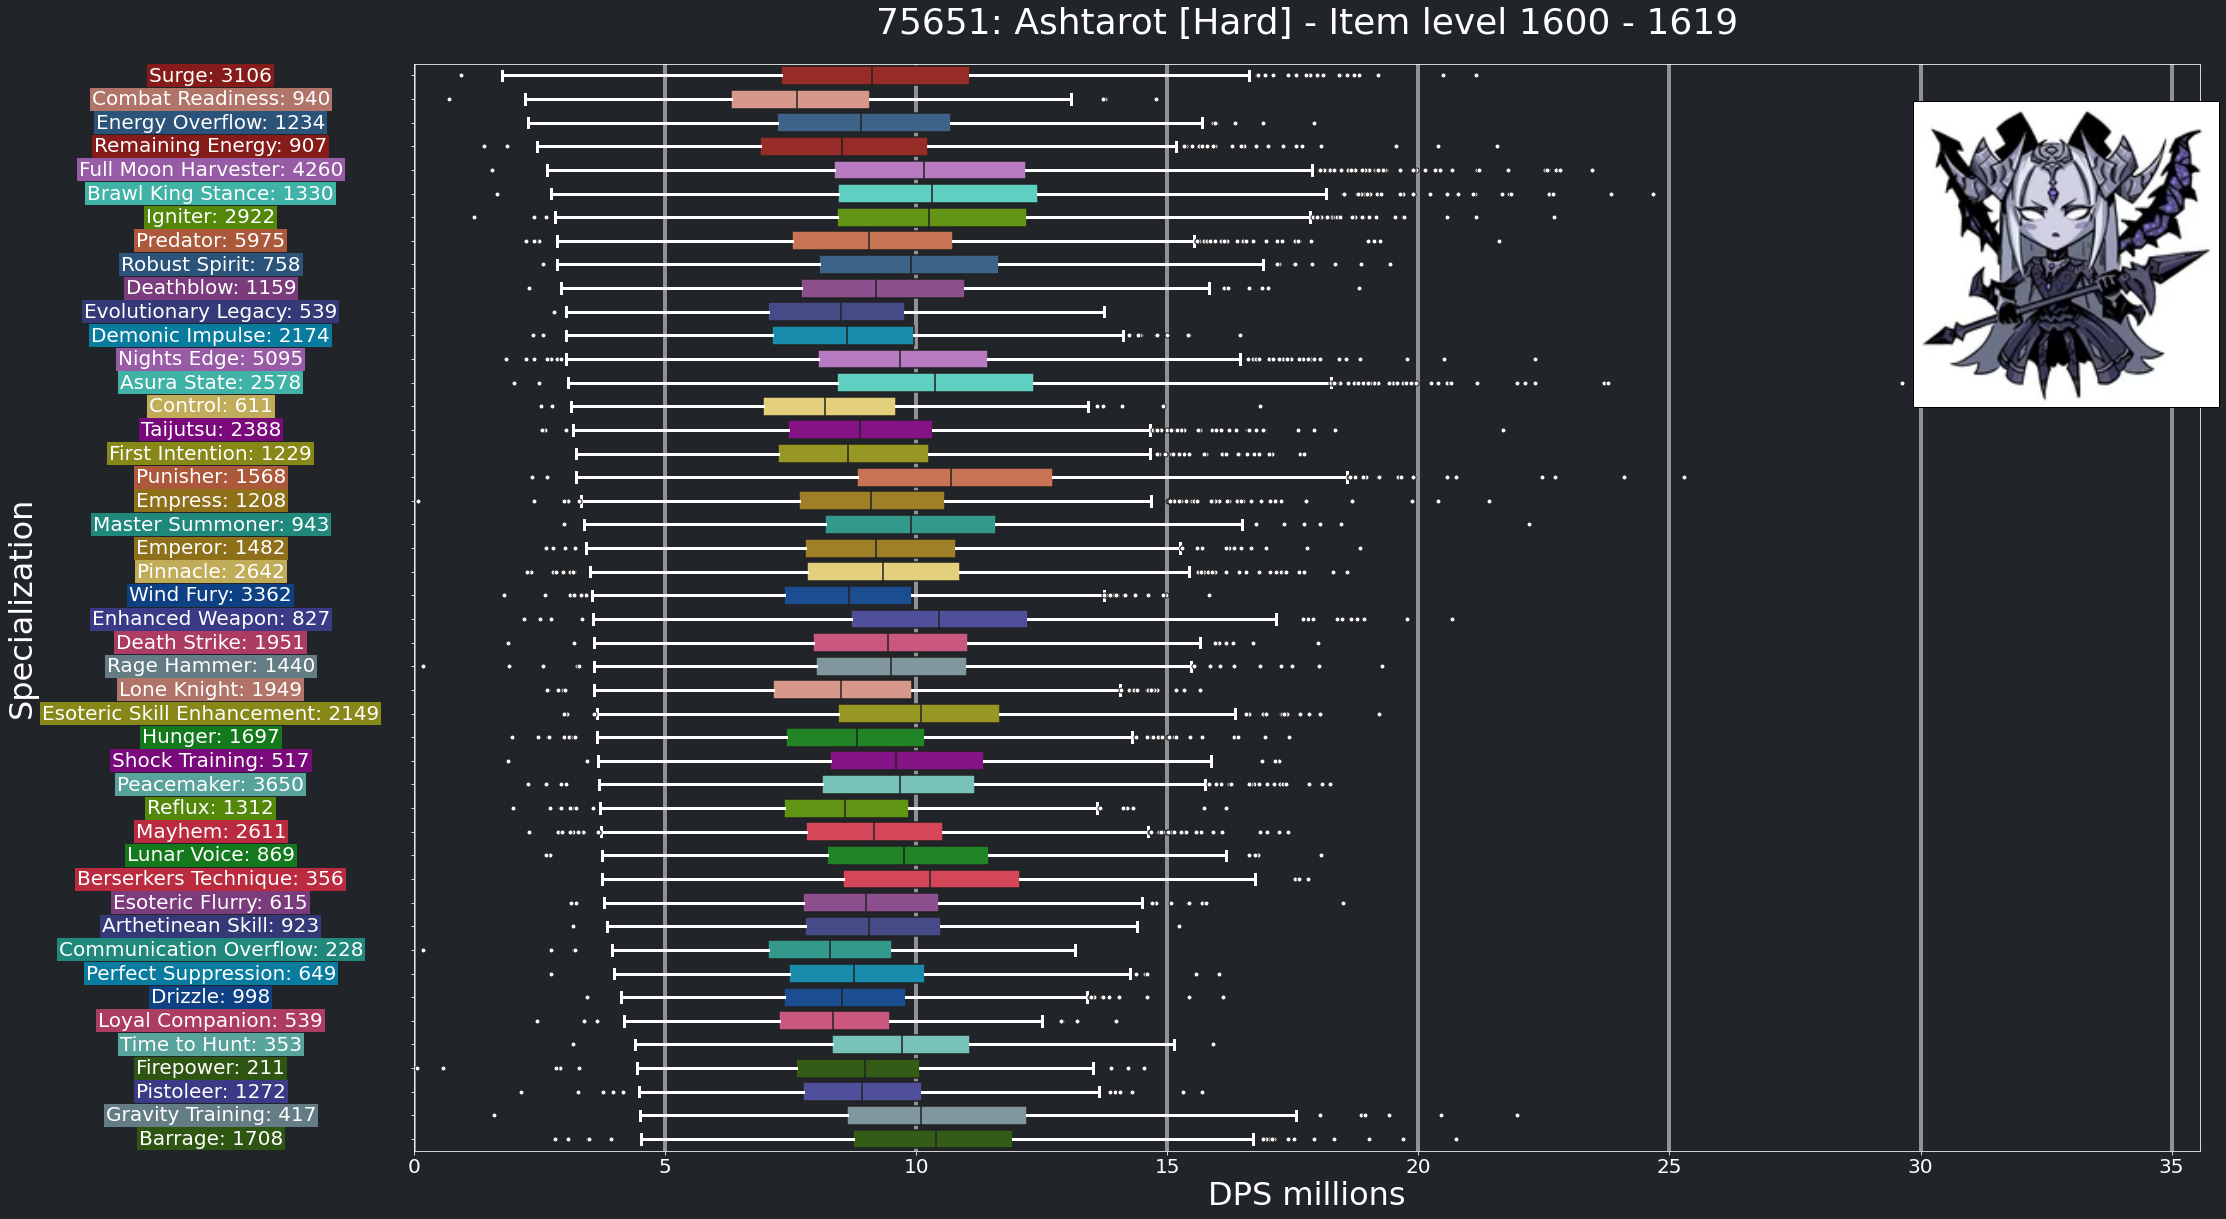 75651: Ashtarot [Hard] - Item level 1600 - 1619
Surge: 3106
Combat Readiness: 940
Energy Overflow: 1234
Remaining Energy: 907
Full Moon Harvester: 4260
Brawl King Stance: 1330
Igniter: 2922
Predator: 5975
Robust Spirit: 758
Deathblow: 1159
Evolutionary Legacy: 539
Demonic Impulse: 2174
Nights Edge: 5095
Asura State: 2578
Control: 611
Taijutsu: 2388
First Intention: 1229
Punisher: 1568
Empress: 1208
Master Summoner: 943
Emperor: 1482
Pinnacle: 2642
Wind Fury: 3362
Enhanced Weapon: 827
Death Strike: 1951
Rage Hammer: 1440
Lone Knight: 1949
Esoteric Skill Enhancement: 2149
Hunger: 1697
Shock Training: 517
Peacemaker: 3650
Reflux: 1312
Mayhem: 2611
Lunar Voice: 869
Berserkers Technique: 356
Esoteric Flurry: 615
Arthetinean Skill: 923
Communication Overflow: 228
Perfect Suppression: 649
Drizzle: 998
Loyal Companion: 539
Time to Hunt: 353
Firepower: 211
Pistoleer: 1272
Gravity Training: 417
Barrage: 1708
Specialization
0 5 10 15 20 25 30 35
DPS millions